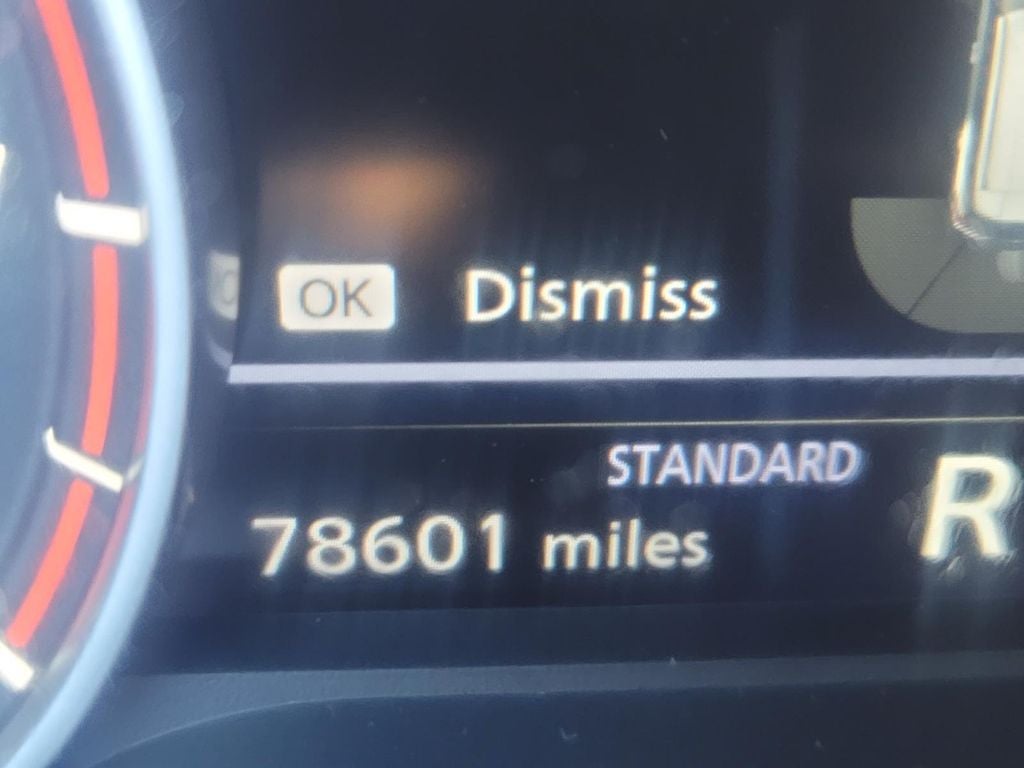 OK Dismiss
STANDARD
78601 miles
R